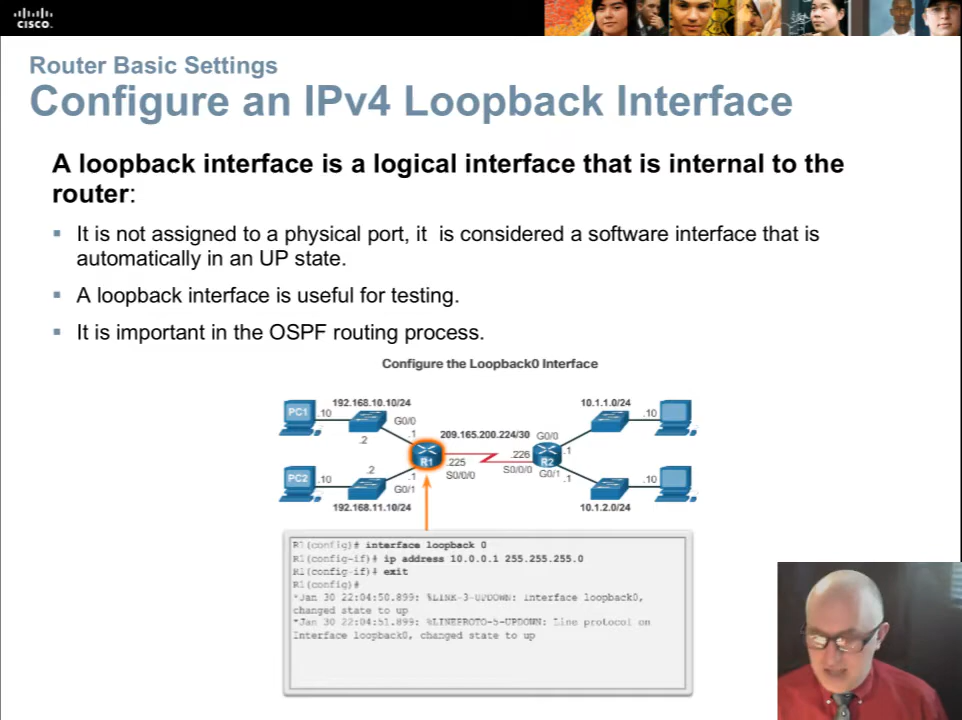 CISCO.
Router Basic Settings
Configure an IPv4 Loopback Interface
A loopback interface is a logical interface that is internal to the
router:
It is not assigned to a physical port, it is considered a software interface that is
automatically in an UP state.
A loopback interface is useful for testing.
It is important in the OSPF routing process.
Configure the Loopback0 Interface
192.168.10.10/24
10.1.1.0/24
PC1 .10
G0/0
.10
.2
.1
209.165.200.224/30
G0/0
.1
R1
.225
.226
R2
S0/0/0
S0/0/0
G0/1
.1
PC2 .10
.2
.1
G0/1
.10
192.168.11.10/24
10.1.2.0/24
R1(config)# interface loopback 0
R1(config-if)# ip address 10.0.0.1 255.255.255.0
R1(config-if)# exit
R1(config)#
*Jan 30 22:04:50.899: %LINK-3-UPDOWN: Interface loopback0,
changed state to up
*Jan 30 22:04:51.899: %LINEPROTO-5-UPDOWN: Line protocol on
Interface loopback0, changed state to up